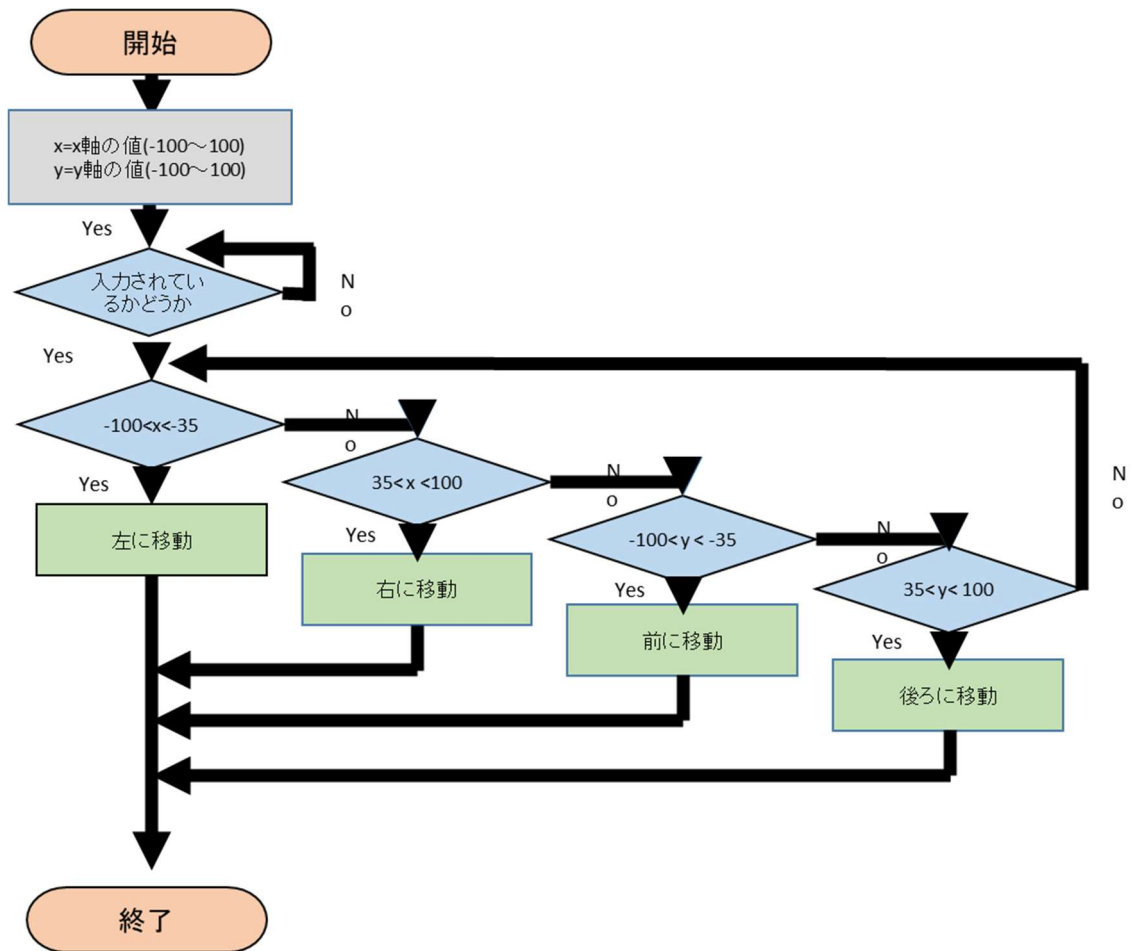 開始
x=x軸の値(-100～100)
y=y軸の値(-100～100)
Yes
入力されてい
るかどうか
N
o
Yes
-100<x<-35
N
o
Yes
左に移動
35< x <100
N
o
Yes
右に移動
-100< y < -35
N
o
Yes
前に移動
35< y< 100
N
o
Yes
後ろに移動
終了